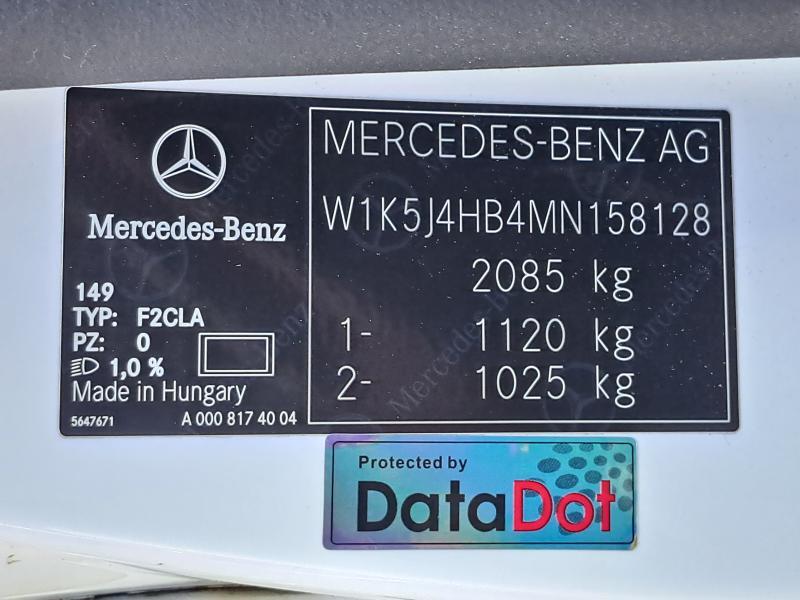 Mercedes-Benz
149
TYP: F2CLA
PZ: 0
1,0 %
Made in Hungary
5647671 A 000 817 40 04
MERCEDES-BENZ AG
W1K5J4HB4MN158128
2085 kg
1- 1120 kg
2- 1025 kg
Protected by
DataDot